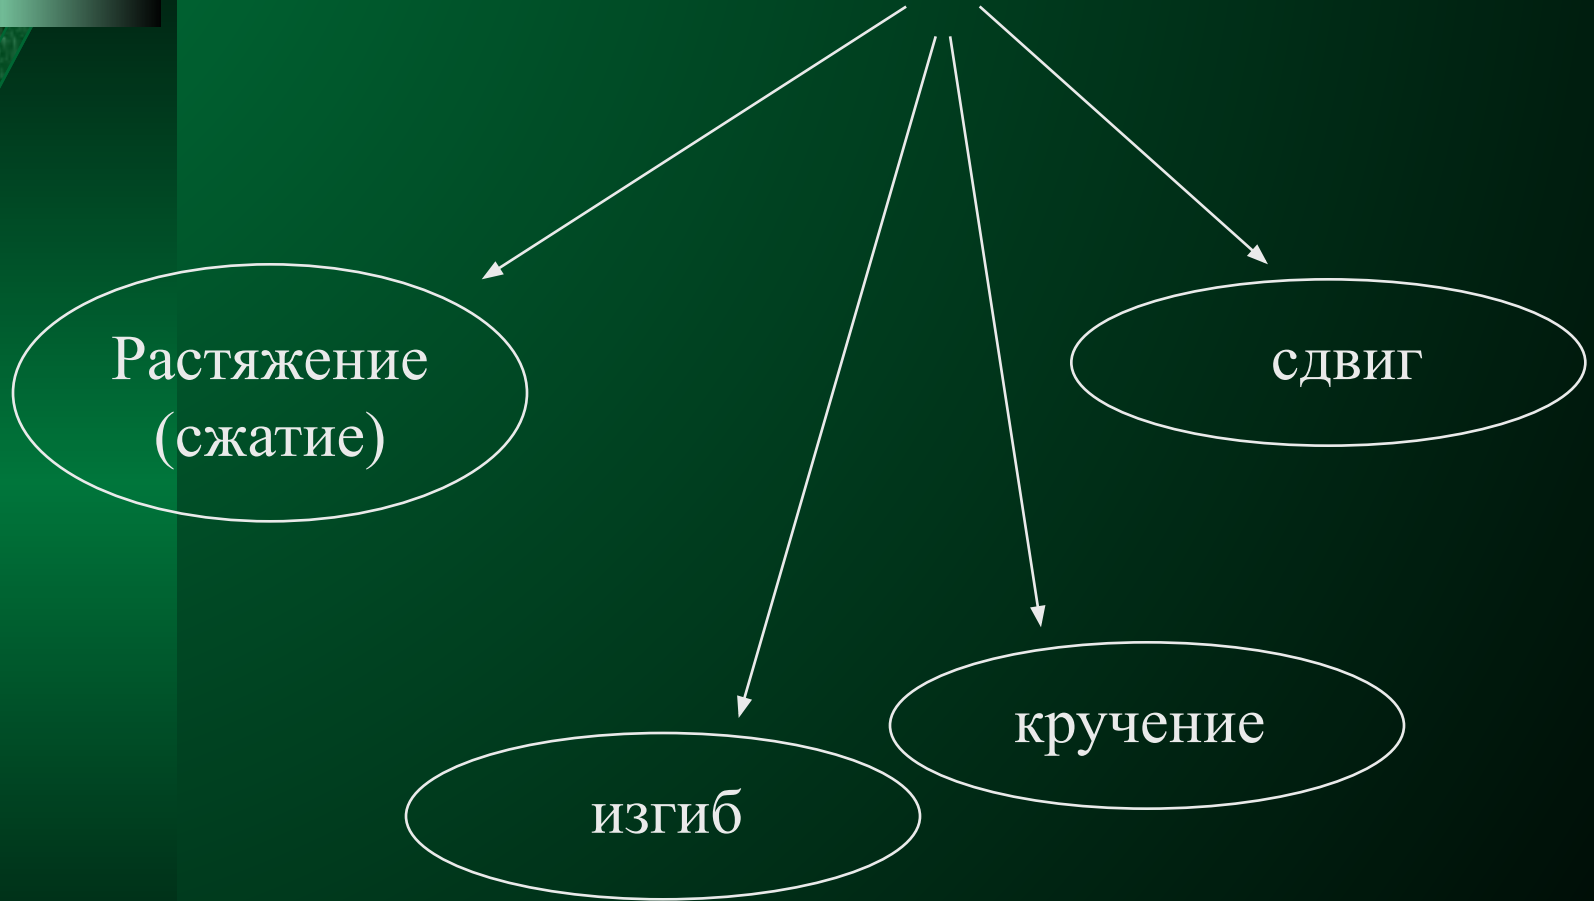 Растяжение
(сжатие)
сдвиг
кручение
изгиб